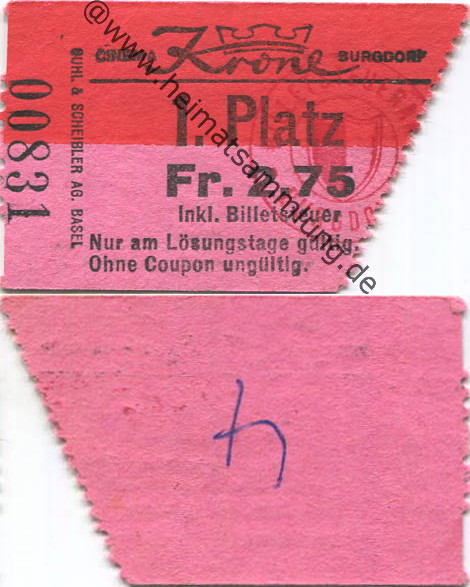 CINEMA Krone BURGDORF
I. Platz
Fr. 2.75
Inkl. Billetsteuer
Nur am Lösungstage gültig.
Ohne Coupon ungültig.
00831
BUHL & SCHEIBLER AG. BASEL
@www.heimatsammlung.de
4